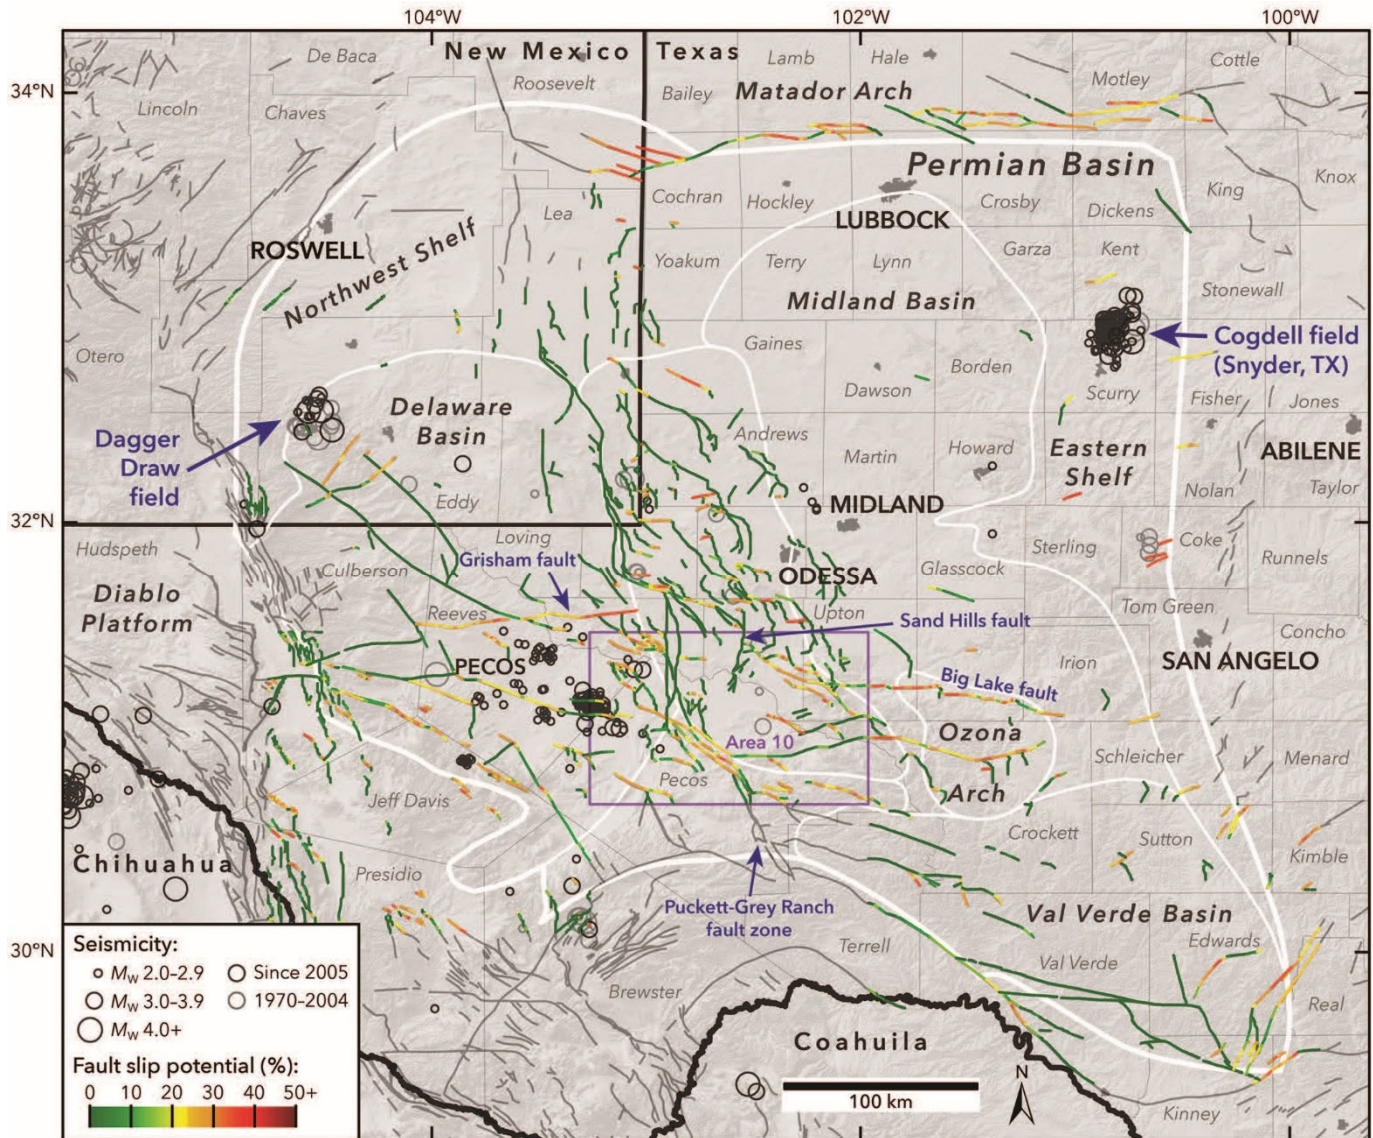 104°W
102°W
100°W
34°N
32°N
30°N
New Mexico
Texas
De Baca
Roosevelt
Lamb
Hale
Cottle
Motley
Bailey
Matador Arch
Lincoln
Chaves
Permian Basin
Lea
Cochran
Hockley
LUBBOCK
Crosby
Dickens
King
Knox
ROSWELL
Northwest Shelf
Yoakum
Terry
Lynn
Garza
Kent
Stonewall
Midland Basin
Otero
Gaines
Borden
Dawson
Cogdell field
(Snyder, TX)
Scurry
Fisher
Jones
Delaware
Basin
Dagger
Draw
field
Andrews
Martin
Howard
Eastern
Shelf
ABILENE
Eddy
MIDLAND
Nolan
Taylor
Hudspeth
Loving
Grisham fault
Culberson
ODESSA
Glasscock
Sterling
Coke
Runnels
Diablo
Platform
Reeves
Upton
Sand Hills fault
Tom Green
Concho
PECOS
Irion
SAN ANGELO
Big Lake fault
Area 10
Ozona
Arch
Schleicher
Menard
Pecos
Jeff Davis
Crockett
Sutton
Kimble
Chihuahua
Presidio
Puckett-Grey Ranch
fault zone
Val Verde Basin
Terrell
Val Verde
Edwards
Real
Brewster
Coahuila
Kinney
N
100 km
Seismicity:
Mw 2.0–2.9
Since 2005
Mw 3.0–3.9
1970–2004
Mw 4.0+
Fault slip potential (%):
0 10 20 30 40 50+